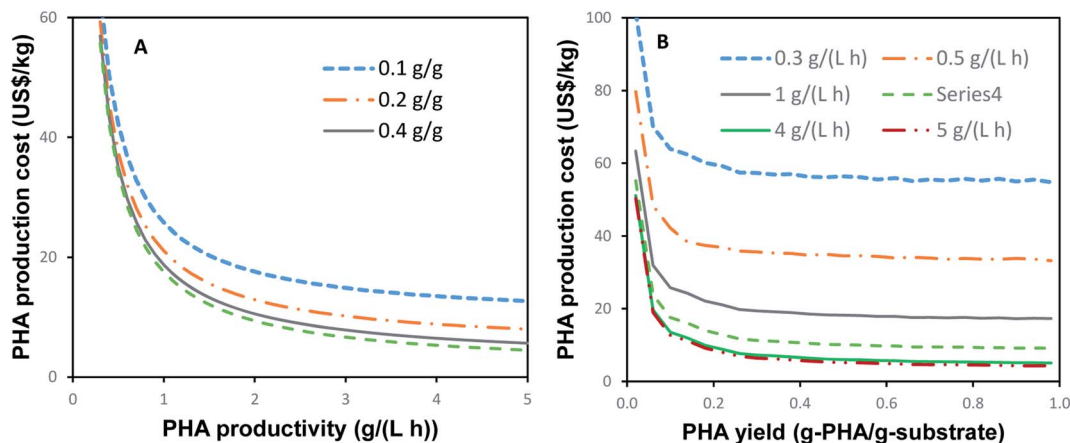 PHA production cost (US$/kg)
60
40
20
0
A
0.1 g/g
0.2 g/g
0.4 g/g
0 1 2 3 4 5
PHA productivity (g/(L h))
PHA production cost (US$/kg)
100
80
60
40
20
0
B
0.3 g/(L h) 0.5 g/(L h)
1 g/(L h) Series4
4 g/(L h) 5 g/(L h)
0.0 0.2 0.4 0.6 0.8 1.0
PHA yield (g-PHA/g-substrate)